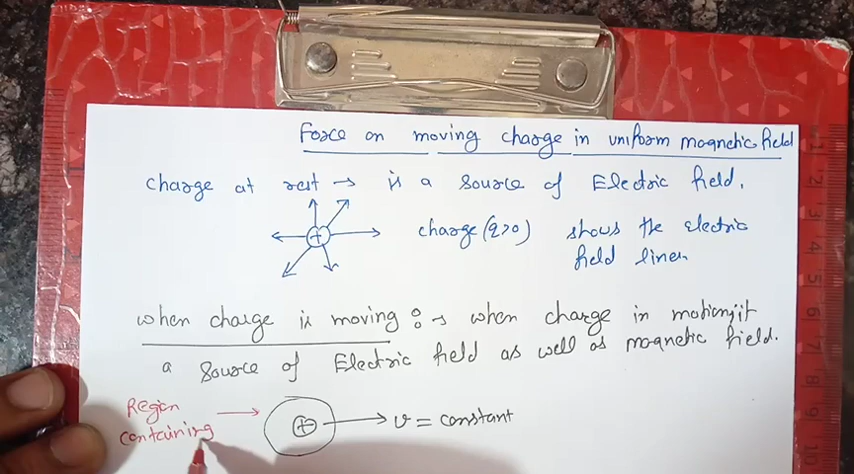 Force on moving charge in uniform magnetic field
charge at rest → is a source of Electric field.
+ charge (q>0) shows the electric
field lines
when charge is moving : → when charge in motion, it
a source of Electric field as well as magnetic field.
Region
containing → + → v = constant